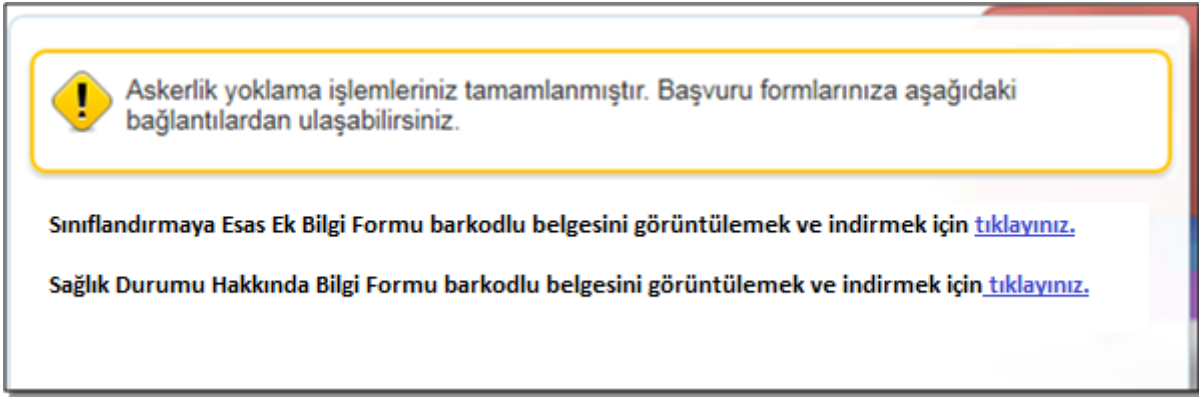 Askerlik yoklama işlemleriniz tamamlanmıştır. Başvuru formlarınıza aşağıdaki
bağlantılardan ulaşabilirsiniz.
Sınıflandırmaya Esas Ek Bilgi Formu barkodlu belgesini görüntülemek ve indirmek için tıklayınız.
Sağlık Durumu Hakkında Bilgi Formu barkodlu belgesini görüntülemek ve indirmek için tıklayınız.